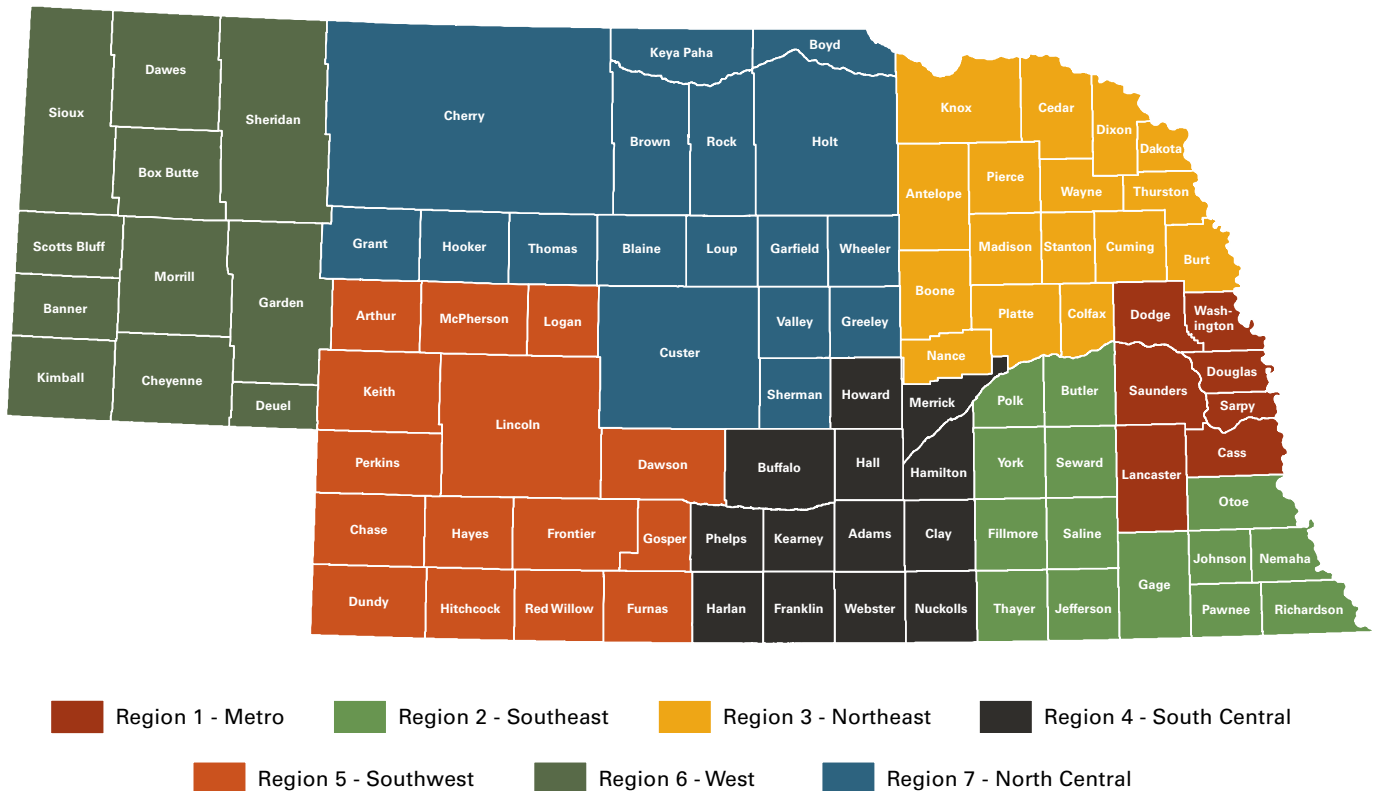 Keya Paha
Boyd
Dawes
Sioux
Sheridan
Cherry
Knox
Cedar
Dixon
Brown
Rock
Holt
Dakota
Box Butte
Pierce
Wayne
Thurston
Antelope
Scotts Bluff
Grant
Hooker
Thomas
Blaine
Loup
Garfield
Wheeler
Madison
Stanton
Cuming
Burt
Morrill
Garden
Boone
Banner
Arthur
McPherson
Logan
Valley
Greeley
Platte
Colfax
Dodge
Wash-
ington
Custer
Nance
Kimball
Cheyenne
Deuel
Keith
Lincoln
Sherman
Howard
Merrick
Polk
Butler
Saunders
Douglas
Sarpy
Perkins
Dawson
Buffalo
Hall
Hamilton
York
Seward
Lancaster
Cass
Otoe
Chase
Hayes
Frontier
Gosper
Phelps
Kearney
Adams
Clay
Fillmore
Saline
Johnson
Nemaha
Gage
Dundy
Hitchcock
Red Willow
Furnas
Harlan
Franklin
Webster
Nuckolls
Thayer
Jefferson
Pawnee
Richardson
Region 1 - Metro
Region 2 - Southeast
Region 3 - Northeast
Region 4 - South Central
Region 5 - Southwest
Region 6 - West
Region 7 - North Central